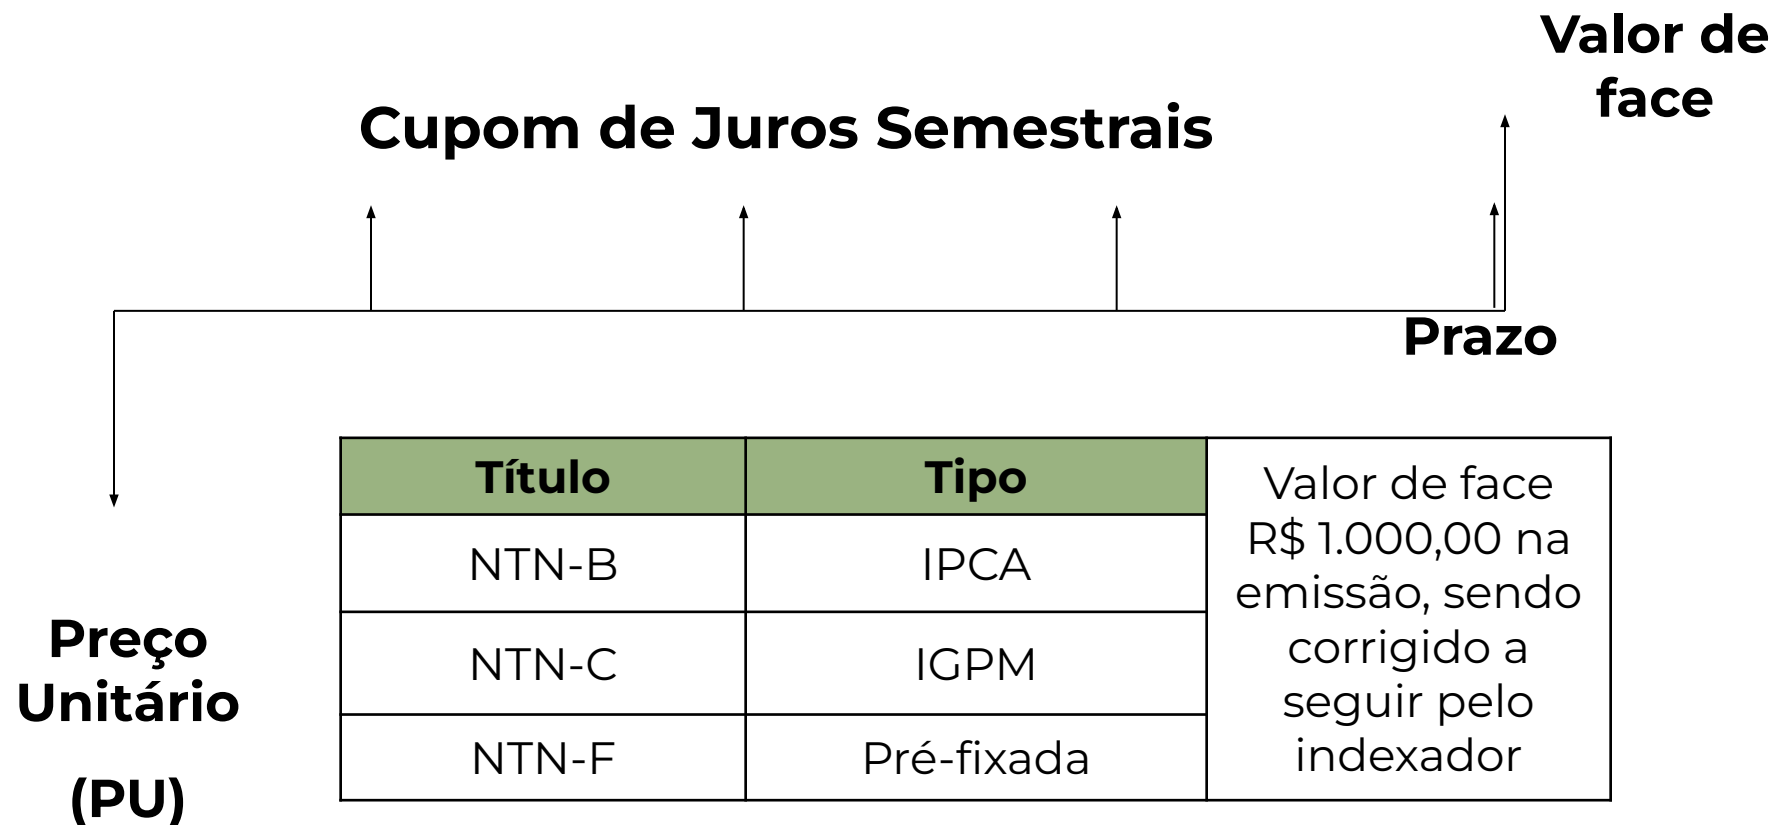 Valor de
face
Cupom de Juros Semestrais
Prazo
Preço
Unitário
(PU)
Título
Tipo
NTN-B
IPCA
NTN-C
IGPM
NTN-F
Pré-fixada
Valor de face
R$ 1.000,00 na
emissão, sendo
corrigido a
seguir pelo
indexador